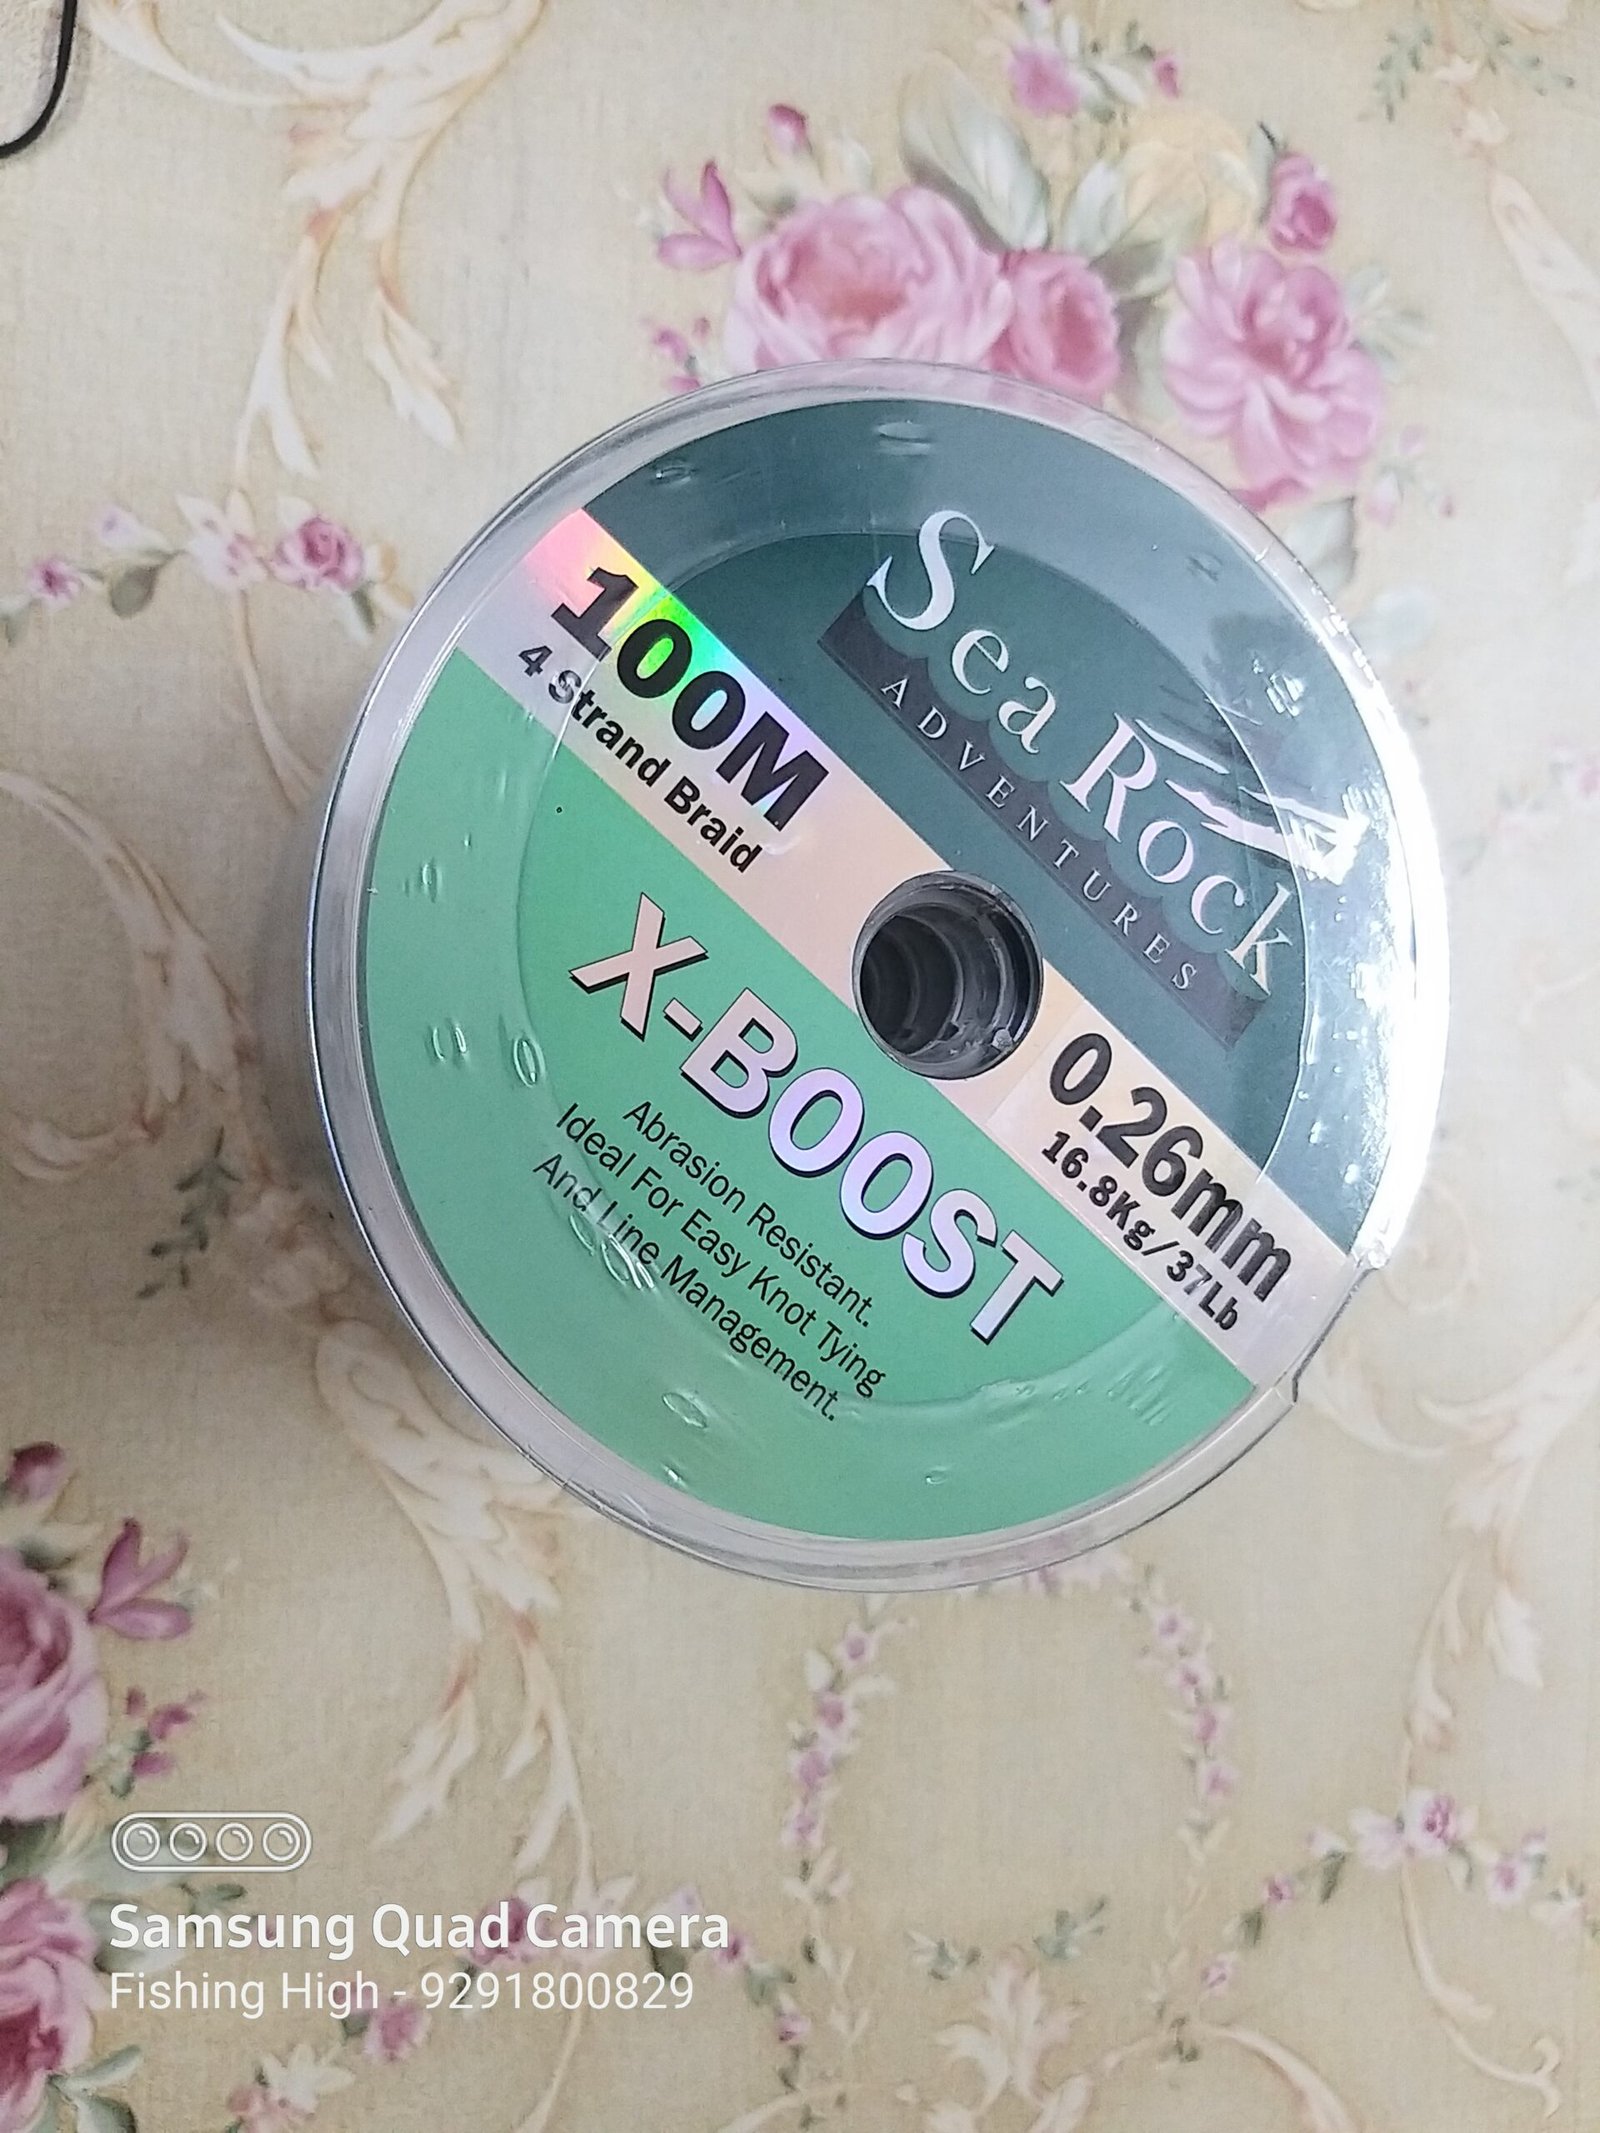 Sea Rock
ADVENTURES
100M
4 Strand Braid
0.26mm
16.8Kg/37Lb
X-BOOST
Abrasion Resistant.
Ideal For Easy Knot Tying
And Line Management.
Samsung Quad Camera
Fishing High - 9291800829